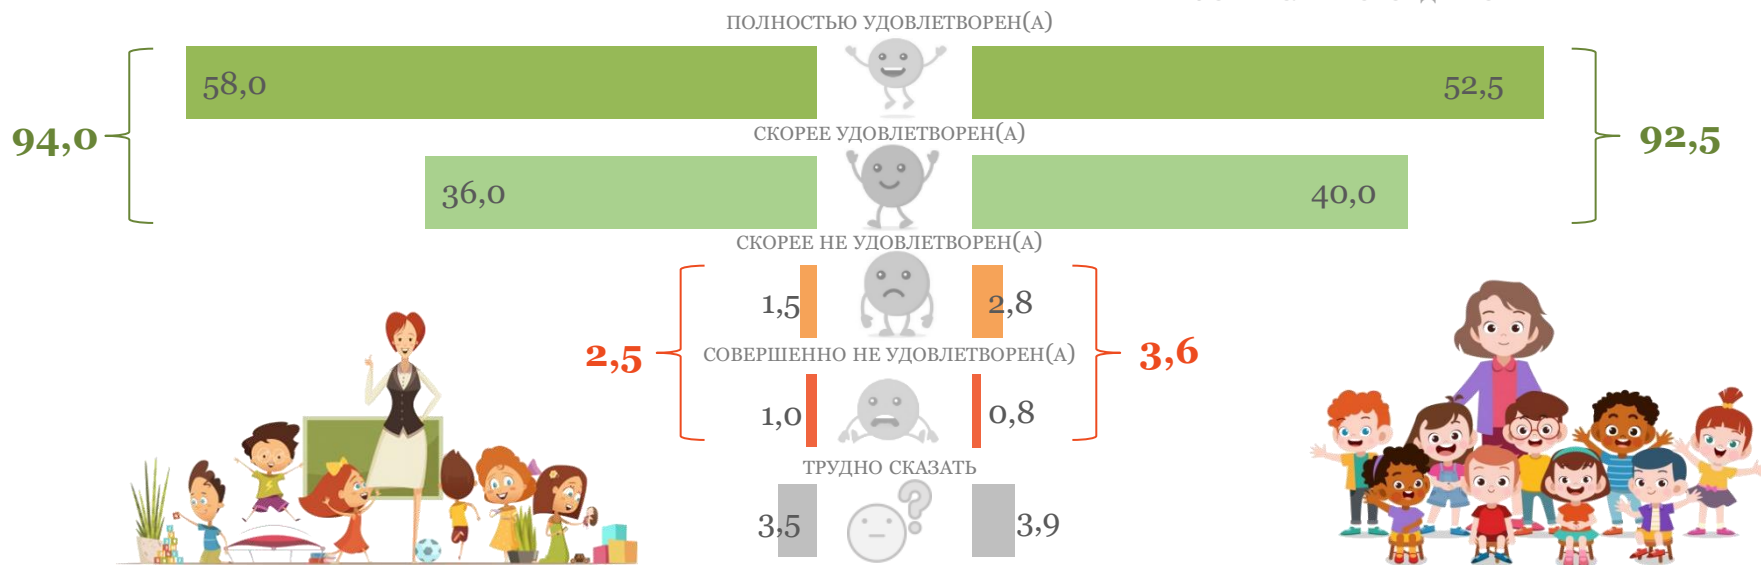 ПОЛНОСТЬЮ УДОВЛЕТВОРЕН(А)
58,0 52,5
94,0 92,5
СКОРЕЕ УДОВЛЕТВОРЕН(А)
36,0 40,0
СКОРЕЕ НЕ УДОВЛЕТВОРЕН(А)
1,5 2,8
2,5 СОВЕРШЕННО НЕ УДОВЛЕТВОРЕН(А) 3,6
1,0 0,8
ТРУДНО СКАЗАТЬ
3,5 3,9